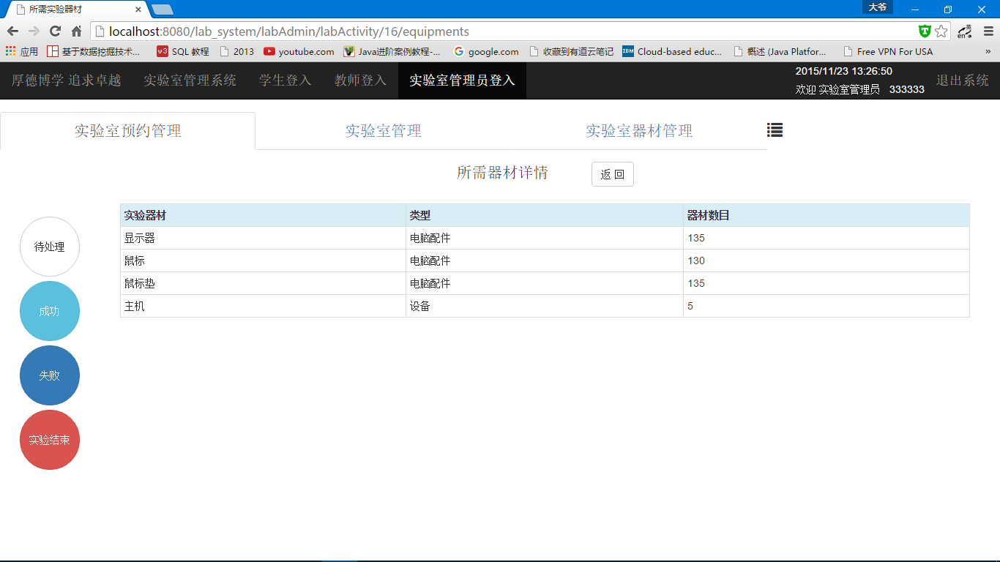 所需实验器材
大爷
localhost:8080/lab_system/labAdmin/labActivity/16/equipments
应用 基于数据挖掘技术... SQL 教程 2013 youtube.com Java进阶案例教程-... google.com 收藏到有道云笔记 IBM Cloud-based educ... 概述 (Java Platfor... Free VPN For USA »
厚德博学 追求卓越 实验室管理系统 学生登入 教师登入 实验室管理员登入 2015/11/23 13:26:50 退出系统
欢迎 实验室管理员 333333
实验室预约管理 实验室管理 实验室器材管理
所需器材详情 返 回
实验器材 类型 器材数目
显示器 电脑配件 135
鼠标 电脑配件 130
鼠标垫 电脑配件 135
主机 设备 5
待处理
成功
失败
实验结束